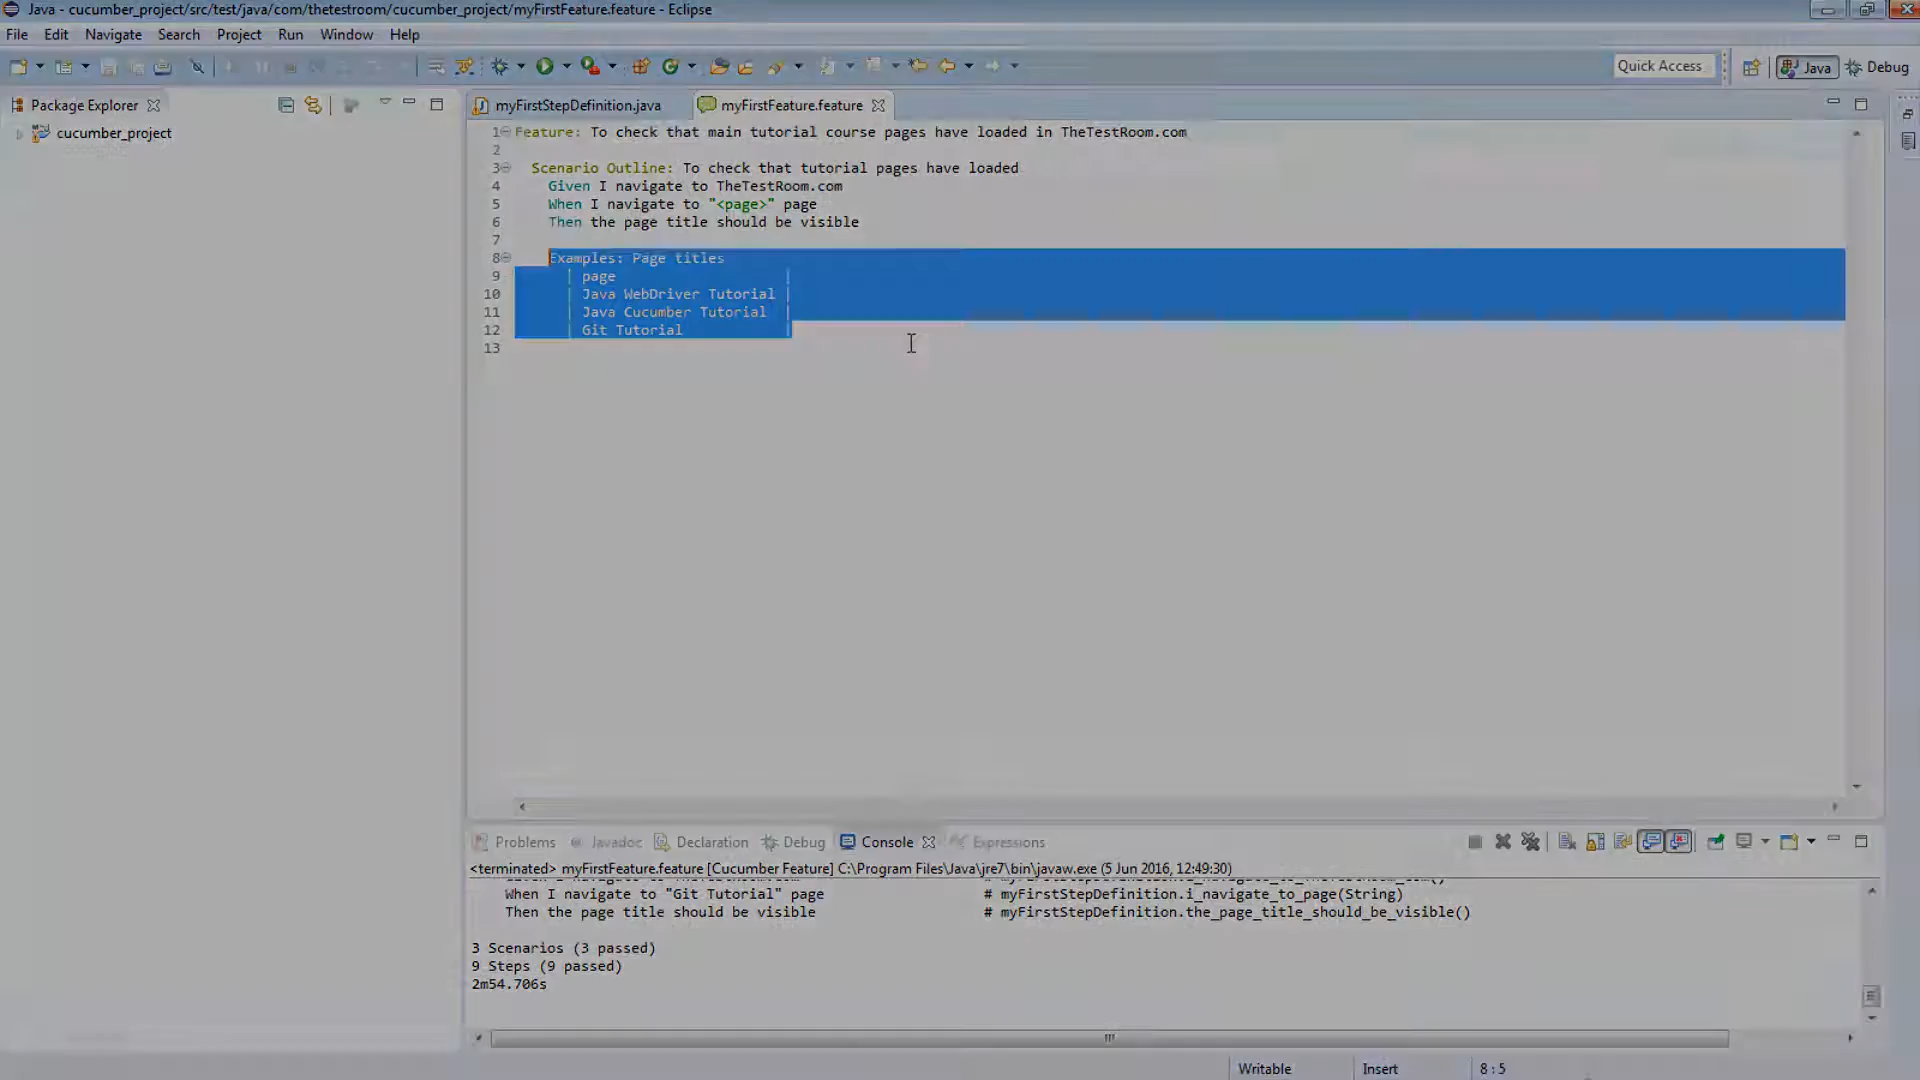 Java - cucumber_project/src/test/java/com/thetestroom/cucumber_project/myFirstFeature.feature - Eclipse
File Edit Navigate Search Project Run Window Help
Quick Access Java Debug
Package Explorer
cucumber_project
myFirstStepDefinition.java myFirstFeature.feature
1 Feature: To check that main tutorial course pages have loaded in TheTestRoom.com
2
3 Scenario Outline: To check that tutorial pages have loaded
4 Given I navigate to TheTestRoom.com
5 When I navigate to "<page>" page
6 Then the page title should be visible
7
8 Examples: Page titles
9 | page |
10 | Java WebDriver Tutorial |
11 | Java Cucumber Tutorial |
12 | Git Tutorial |
13
Problems Javadoc Declaration Debug Console Expressions
<terminated> myFirstFeature.feature [Cucumber Feature] C:\Program Files\Java\jre7\bin\javaw.exe (5 Jun 2016, 12:49:30)
When I navigate to "Git Tutorial" page # myFirstStepDefinition.i_navigate_to_page(String)
Then the page title should be visible # myFirstStepDefinition.the_page_title_should_be_visible()
3 Scenarios (3 passed)
9 Steps (9 passed)
2m54.706s
Writable Insert 8 : 5